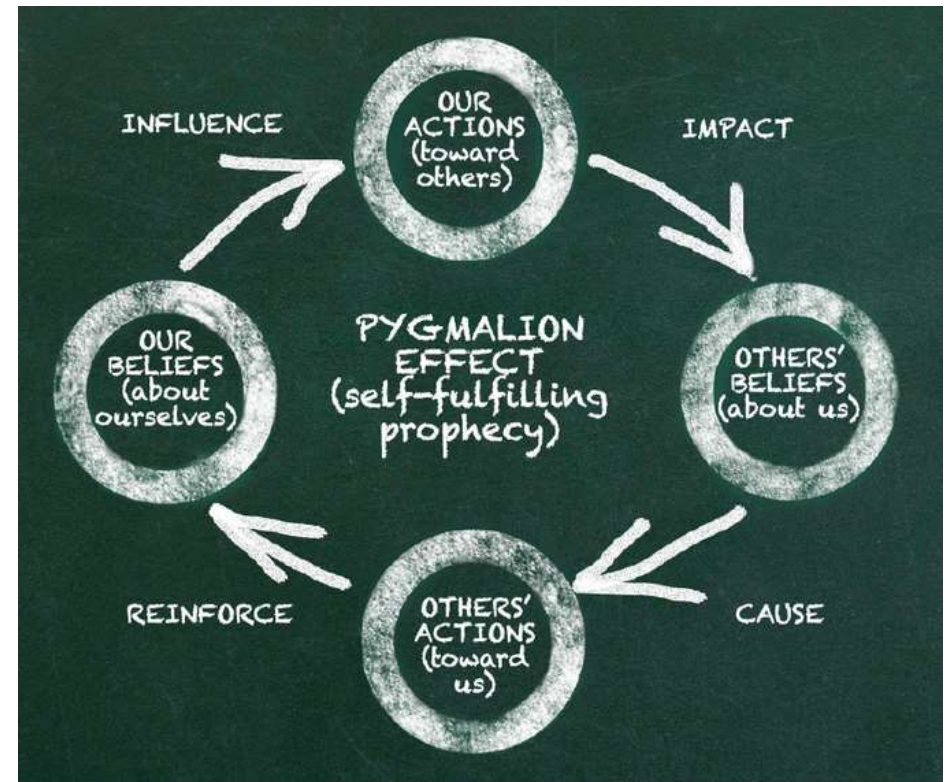 INFLUENCE
OUR
ACTIONS
(toward
others)
IMPACT
OUR
BELIEFS
(about
ourselves)
PYGMALION
EFFECT
(self-fulfilling
prophecy)
OTHERS'
BELIEFS
(about us)
REINFORCE
OTHERS'
ACTIONS
(toward
us)
CAUSE